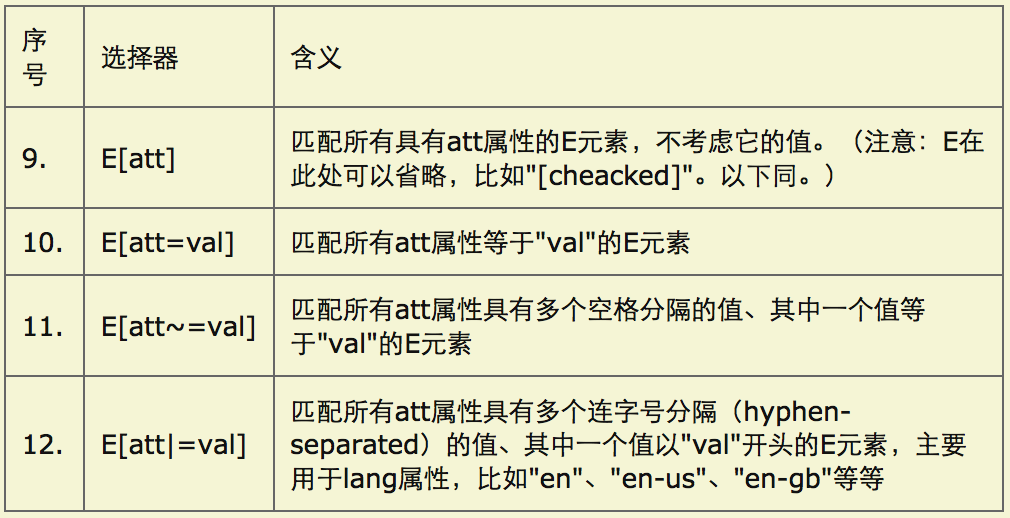 序
号
选择器
含义
9.
E[att]
匹配所有具有att属性的E元素，不考虑它的值。（注意：E在
此处可以省略，比如"[cheacked]"。以下同。）
10.
E[att=val]
匹配所有att属性等于"val"的E元素
11.
E[att~=val]
匹配所有att属性具有多个空格分隔的值、其中一个值等
于"val"的E元素
12.
E[att|=val]
匹配所有att属性具有多个连字号分隔（hyphen-
separated）的值、其中一个值以"val"开头的E元素，主要
用于lang属性，比如"en"、"en-us"、"en-gb"等等